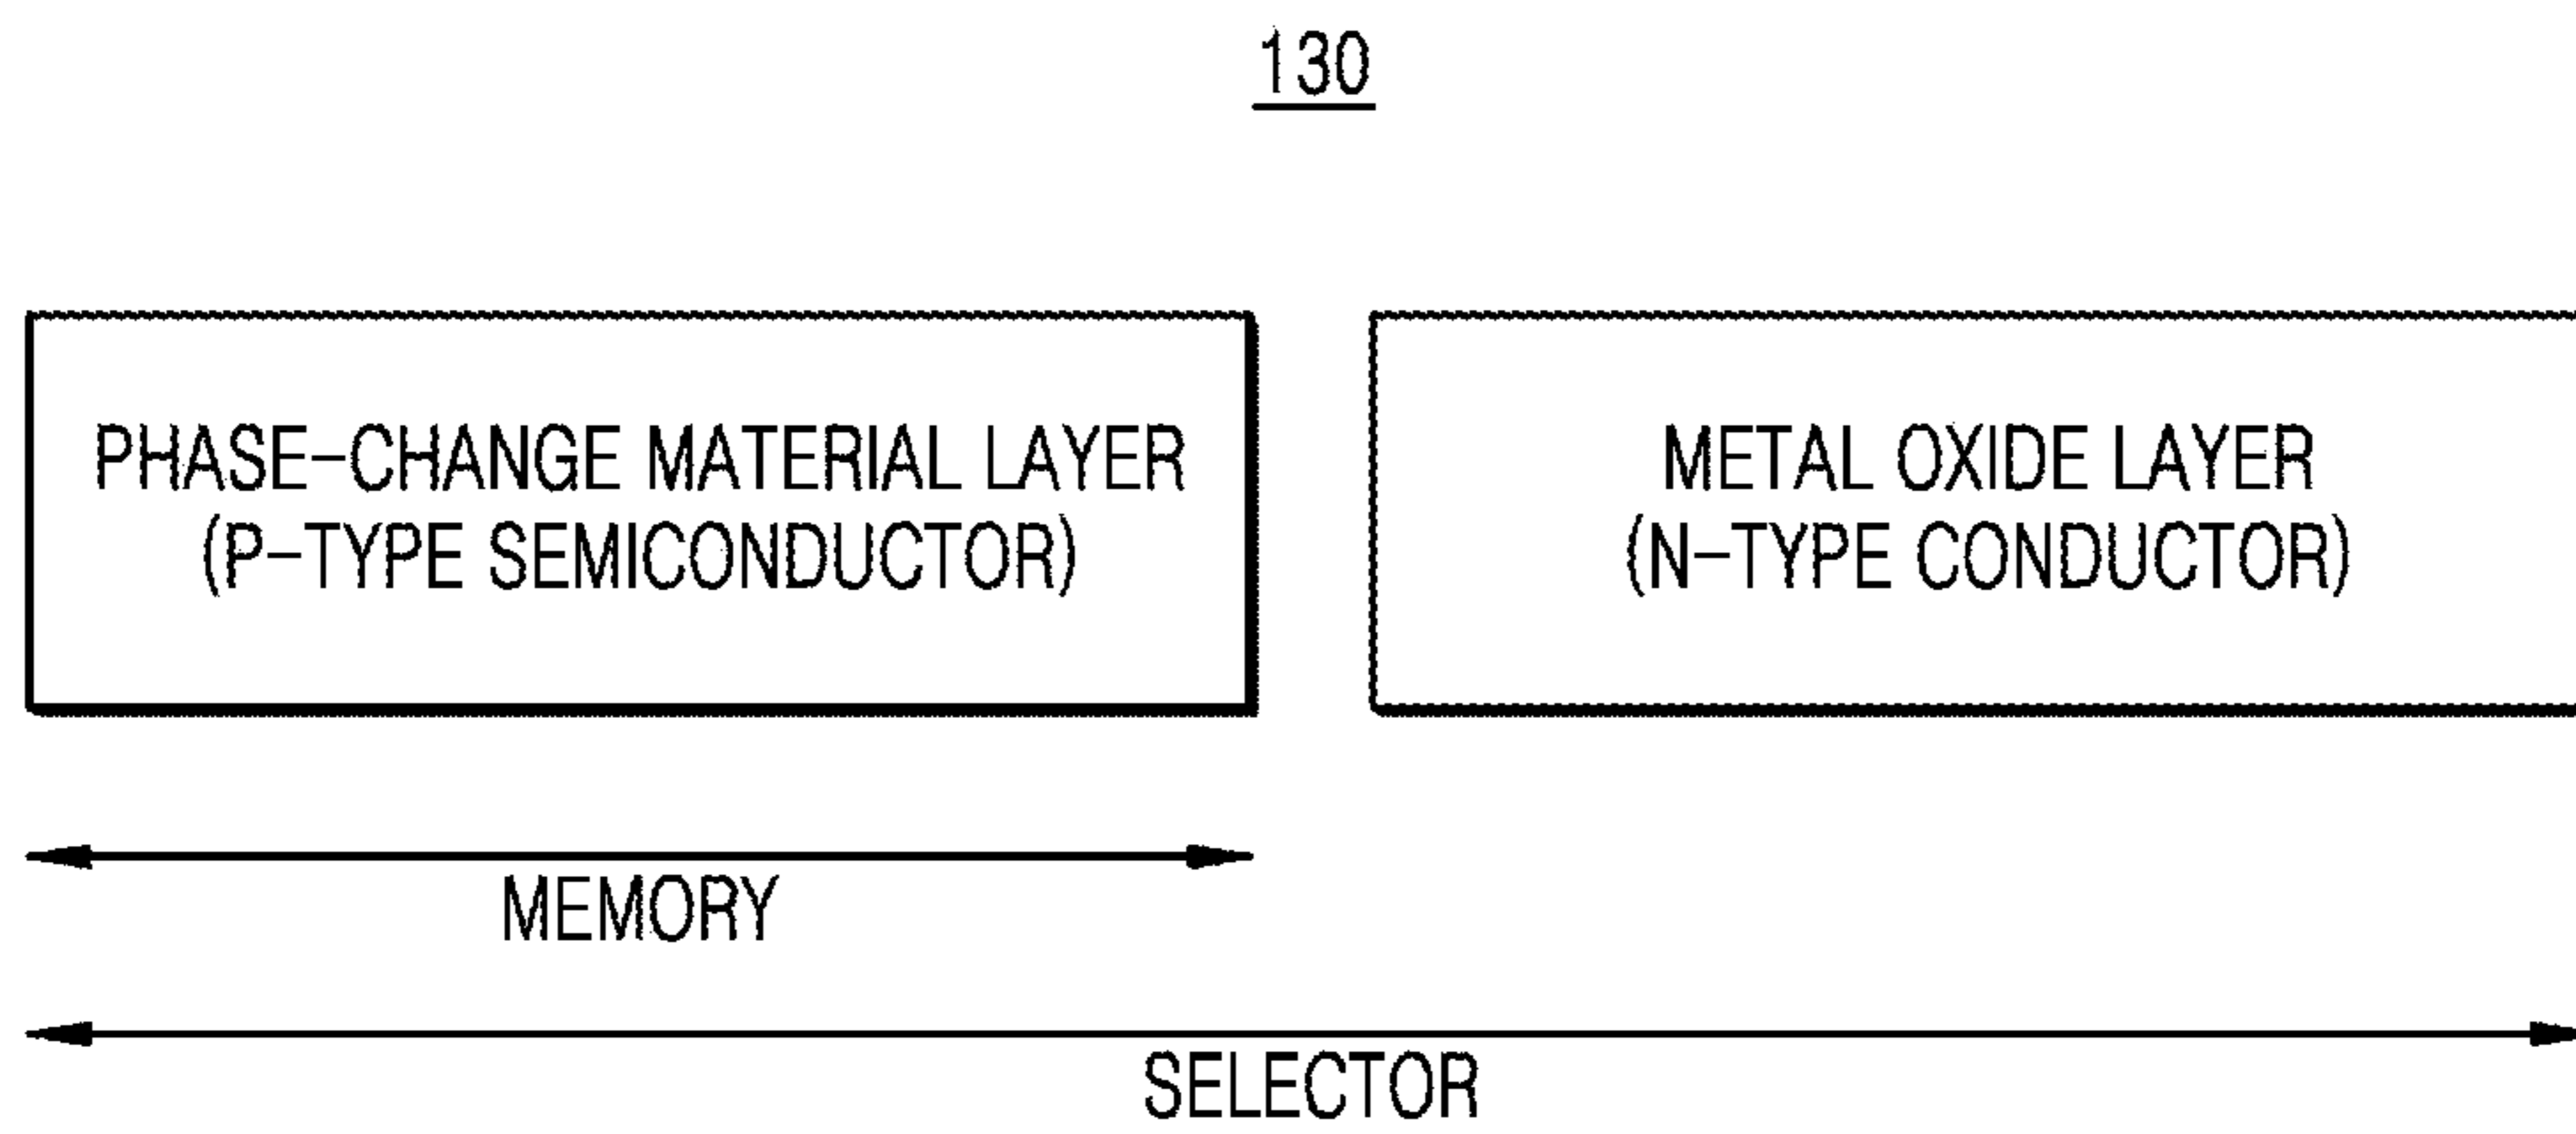 130
PHASE-CHANGE MATERIAL LAYER
(P-TYPE SEMICONDUCTOR)
METAL OXIDE LAYER
(N-TYPE CONDUCTOR)
MEMORY
SELECTOR